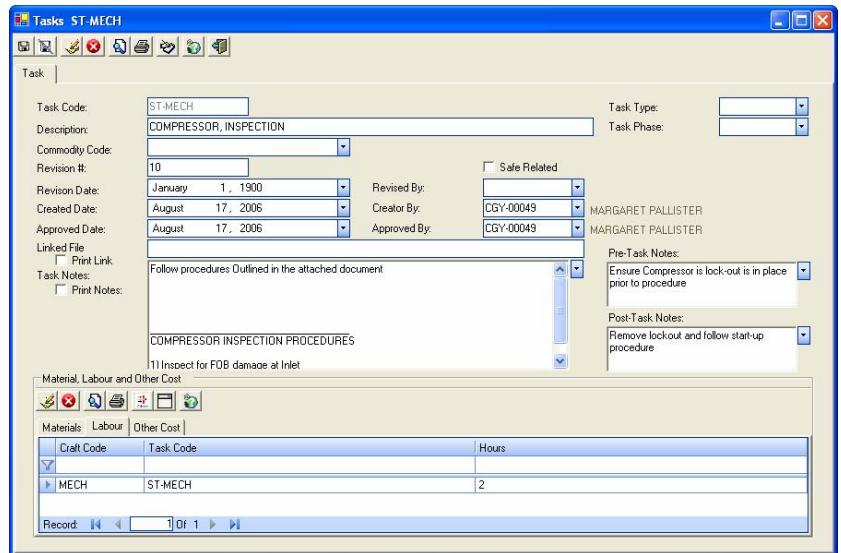 Tasks ST-MECH
Task
Task Code: ST-MECH Task Type:
Description: COMPRESSOR, INSPECTION Task Phase:
Commodity Code:
Revision #: 10 Safe Related
Revison Date: January 1, 1900 Revised By:
Created Date: August 17, 2006 Creator By: CGY-00049 MARGARET PALLISTER
Approved Date: August 17, 2006 Approved By: CGY-00049 MARGARET PALLISTER
Linked File
Print Link
Task Notes:
Print Notes:
Follow procedures Outlined in the attached document
COMPRESSOR INSPECTION PROCEDURES
1) Inspect for FOB damage at Inlet
Pre-Task Notes:
Ensure Compressor is lock-out is in place
prior to procedure
Post-Task Notes:
Remove lockout and follow start-up
procedure
Material, Labour and Other Cost
Materials Labour Other Cost
Craft Code Task Code Hours
MECH ST-MECH 2
Record: 1 Of 1